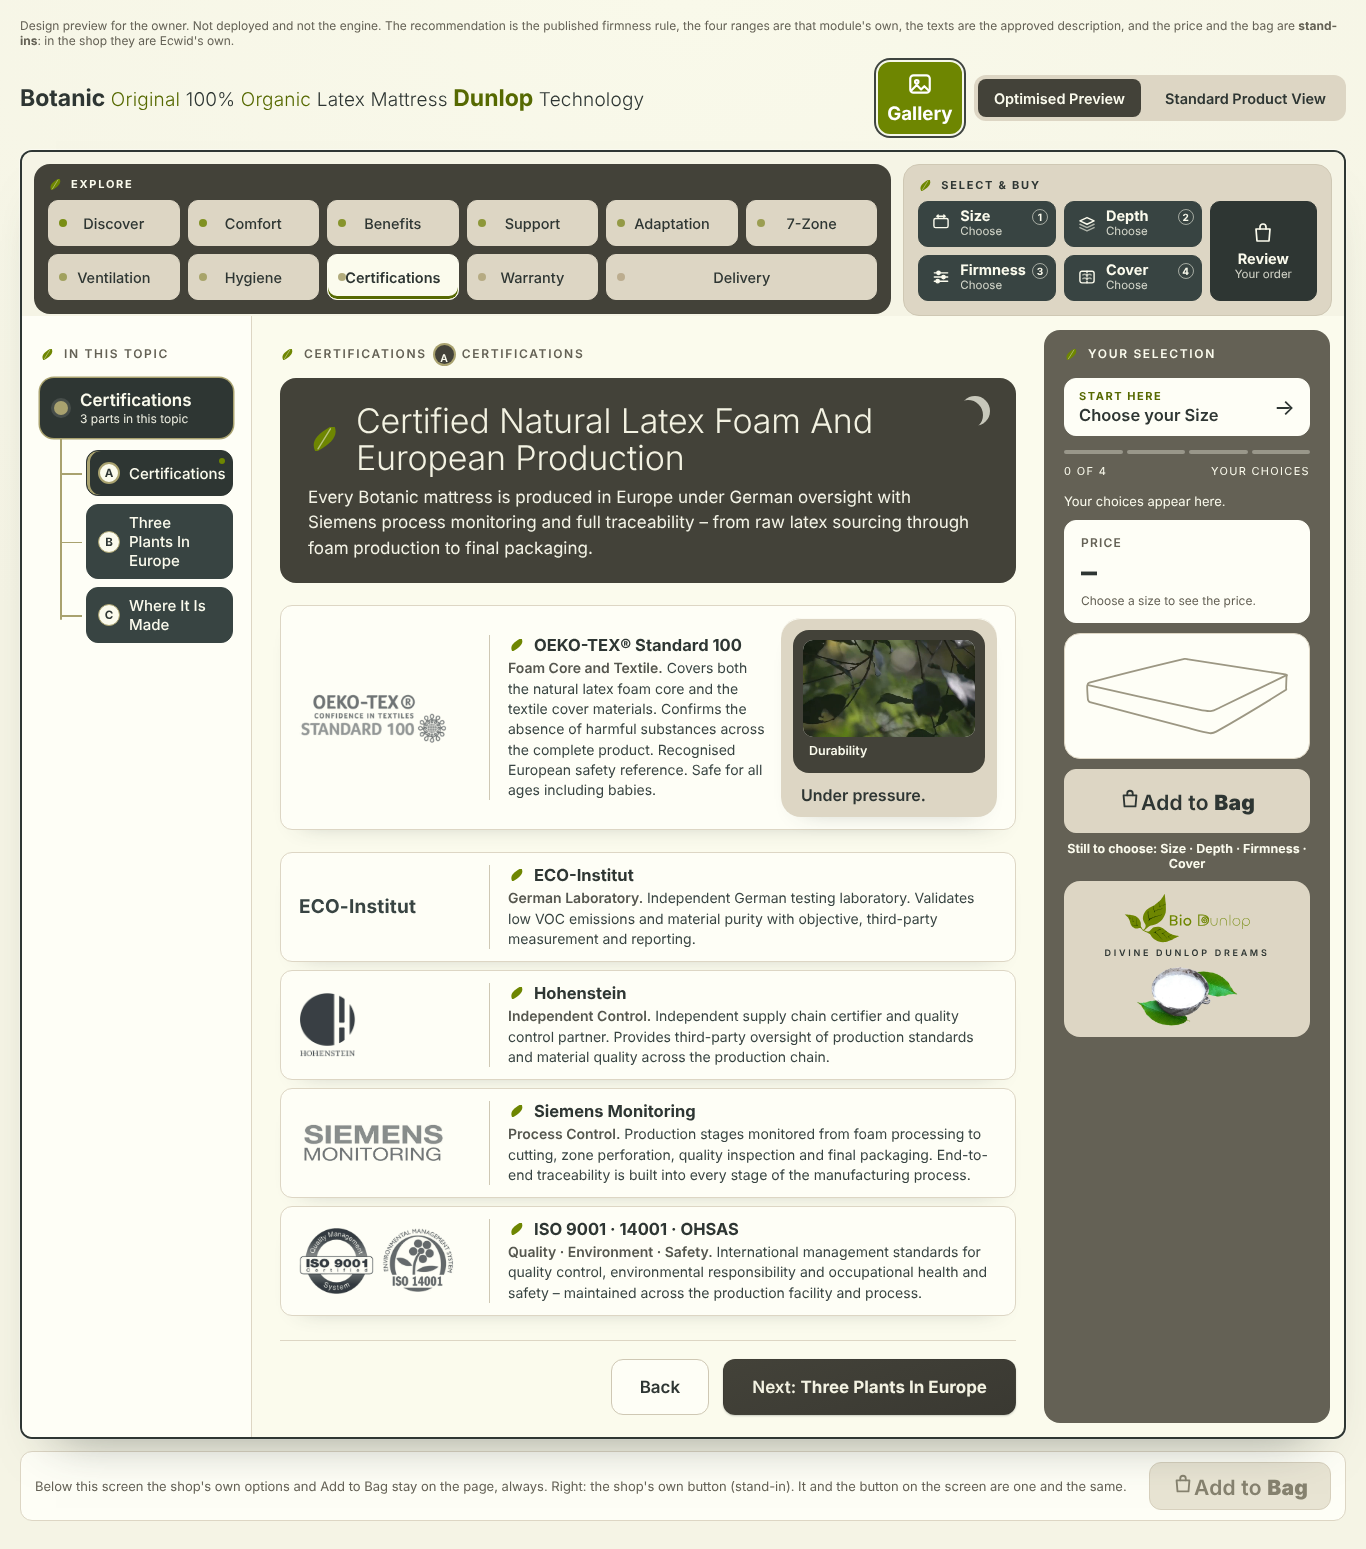 Design preview for the owner. Not deployed and not the engine. The recommendation is the published firmness rule, the four ranges are that module's own, the texts are the approved description, and the price and the bag are stand-
ins: in the shop they are Ecwid's own.
Botanic Original 100% Organic Latex Mattress Dunlop Technology
Gallery
Optimised Preview
Standard Product View
EXPLORE
Discover
Comfort
Benefits
Support
Adaptation
7-Zone
Ventilation
Hygiene
Certifications
Warranty
Delivery
SELECT & BUY
Size
Choose
1
Depth
Choose
2
Firmness
Choose
3
Cover
Choose
4
Review
Your order
IN THIS TOPIC
Certifications
3 parts in this topic
A
Certifications
B
Three
Plants In
Europe
C
Where It Is
Made
CERTIFICATIONS A CERTIFICATIONS
Certified Natural Latex Foam And
European Production
Every Botanic mattress is produced in Europe under German oversight with
Siemens process monitoring and full traceability – from raw latex sourcing through
foam production to final packaging.
OEKO-TEX®
CONFIDENCE IN TEXTILES
STANDARD 100
OEKO-TEX® Standard 100
Foam Core and Textile. Covers both
the natural latex foam core and the
textile cover materials. Confirms the
absence of harmful substances across
the complete product. Recognised
European safety reference. Safe for all
ages including babies.
Durability
Under pressure.
ECO-Institut
ECO-Institut
German Laboratory. Independent German testing laboratory. Validates
low VOC emissions and material purity with objective, third-party
measurement and reporting.
HOHENSTEIN
Hohenstein
Independent Control. Independent supply chain certifier and quality
control partner. Provides third-party oversight of production standards
and material quality across the production chain.
SIEMENS
MONITORING
Siemens Monitoring
Process Control. Production stages monitored from foam processing to
cutting, zone perforation, quality inspection and final packaging. End-to-
end traceability is built into every stage of the manufacturing process.
Quality Management
ISO 9001
Certified
System
ENVIRONMENTAL MANAGEMENT SYSTEM
ISO 14001
ISO 9001 · 14001 · OHSAS
Quality · Environment · Safety. International management standards for
quality control, environmental responsibility and occupational health and
safety – maintained across the production facility and process.
Back
Next: Three Plants In Europe
YOUR SELECTION
START HERE
Choose your Size
0 OF 4
YOUR CHOICES
Your choices appear here.
PRICE
–
Choose a size to see the price.
Add to Bag
Still to choose: Size · Depth · Firmness ·
Cover
Bio Dunlop
DIVINE DUNLOP DREAMS
Below this screen the shop's own options and Add to Bag stay on the page, always. Right: the shop's own button (stand-in). It and the button on the screen are one and the same.
Add to Bag